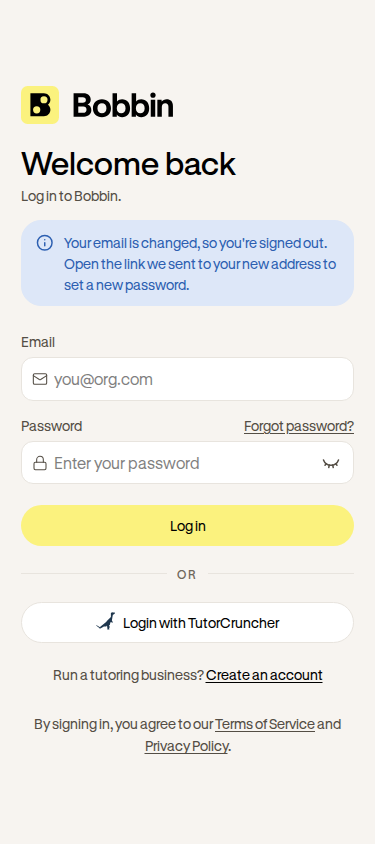 Bobbin
Welcome back
Log in to Bobbin.
Your email is changed, so you're signed out.
Open the link we sent to your new address to
set a new password.
Email
you@org.com
Password Forgot password?
Enter your password
Log in
OR
Login with TutorCruncher
Run a tutoring business? Create an account
By signing in, you agree to our Terms of Service and
Privacy Policy.